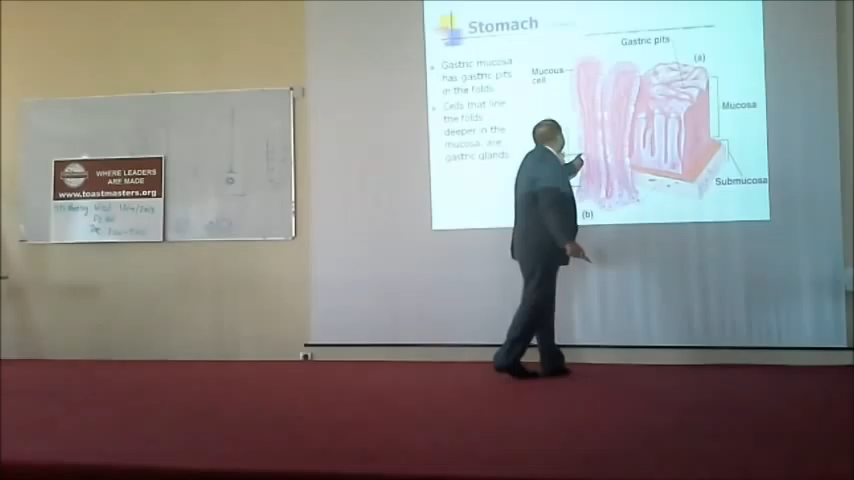 WHERE LEADERS
ARE MADE
www.toastmasters.org
Stomach
Gastric mucosa
has gastric pits
in the folds
Cells that line
the folds
deeper in the
mucosa, are
gastric glands
Gastric pits
(a)
Mucous
cell
Mucosa
Submucosa
(b)